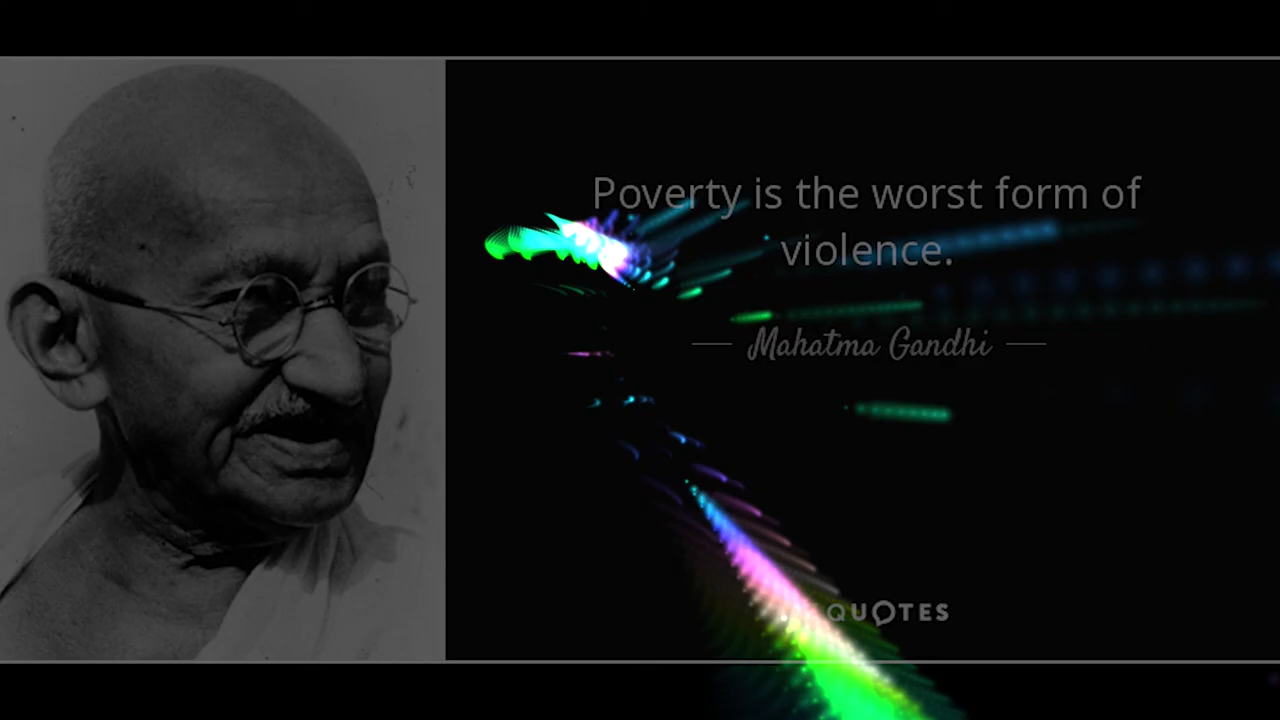 Poverty is the worst form of
violence.
Mahatma Gandhi
QUOTES